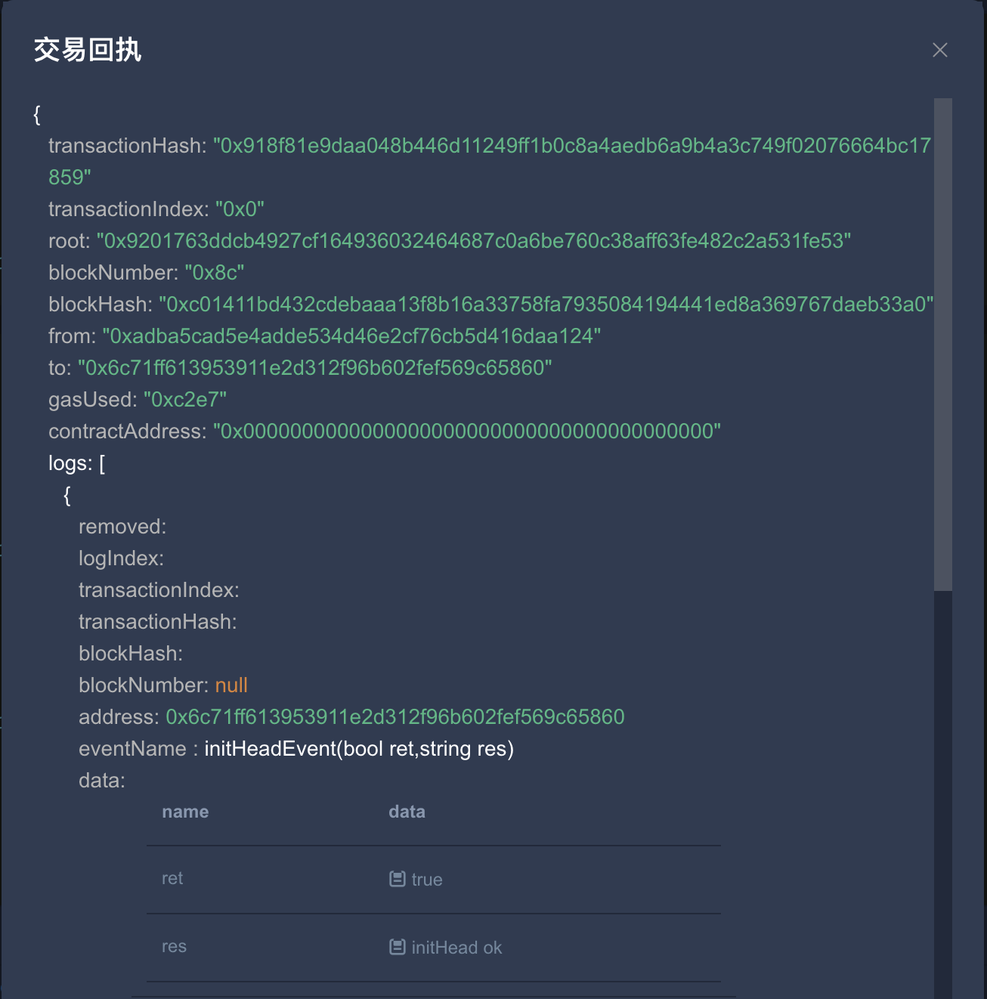 交易回执
{
transactionHash: "0x918f81e9daa048b446d11249ff1b0c8a4aedb6a9b4a3c749f02076664bc17
859"
transactionIndex: "0x0"
root: "0x9201763ddcb4927cf164936032464687c0a6be760c38aff63fe482c2a531fe53"
blockNumber: "0x8c"
blockHash: "0xc01411bd432cdebaaa13f8b16a33758fa7935084194441ed8a369767daeb33a0"
from: "0xadba5cad5e4adde534d46e2cf76cb5d416daa124"
to: "0x6c71ff613953911e2d312f96b602fef569c65860"
gasUsed: "0xc2e7"
contractAddress: "0x0000000000000000000000000000000000000000"
logs: [
{
removed:
logIndex:
transactionIndex:
transactionHash:
blockHash:
blockNumber: null
address: 0x6c71ff613953911e2d312f96b602fef569c65860
eventName : initHeadEvent(bool ret,string res)
data:
name data
ret true
res initHead ok